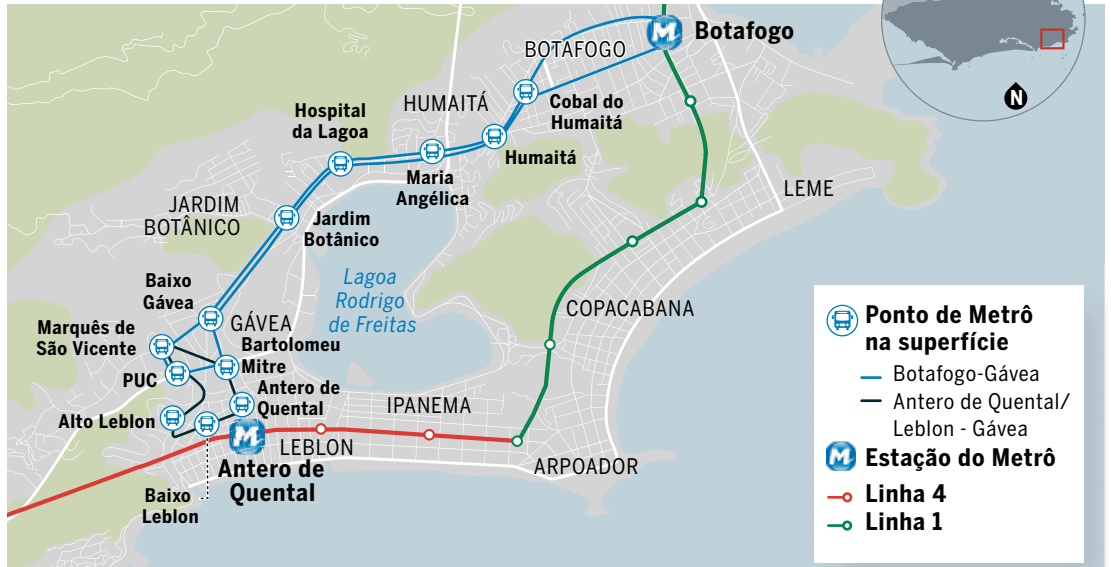 Botafogo
BOTAFOGO
N
HUMAITÁ
Cobal do
Humaitá
Hospital
da Lagoa
Humaitá
Maria
Angélica
LEME
JARDIM
BOTÂNICO
Jardim
Botânico
Lagoa
Rodrigo
de Freitas
Baixo
Gávea
COPACABANA
GÁVEA
Marquês de
São Vicente
Bartolomeu
Mitre
PUC
Antero de
Quental
Alto Leblon
IPANEMA
LEBLON
ARPOADOR
Antero de
Quental
Baixo
Leblon
Ponto de Metrô
na superfície
Botafogo-Gávea
Antero de Quental/
Leblon - Gávea
M Estação do Metrô
Linha 4
Linha 1